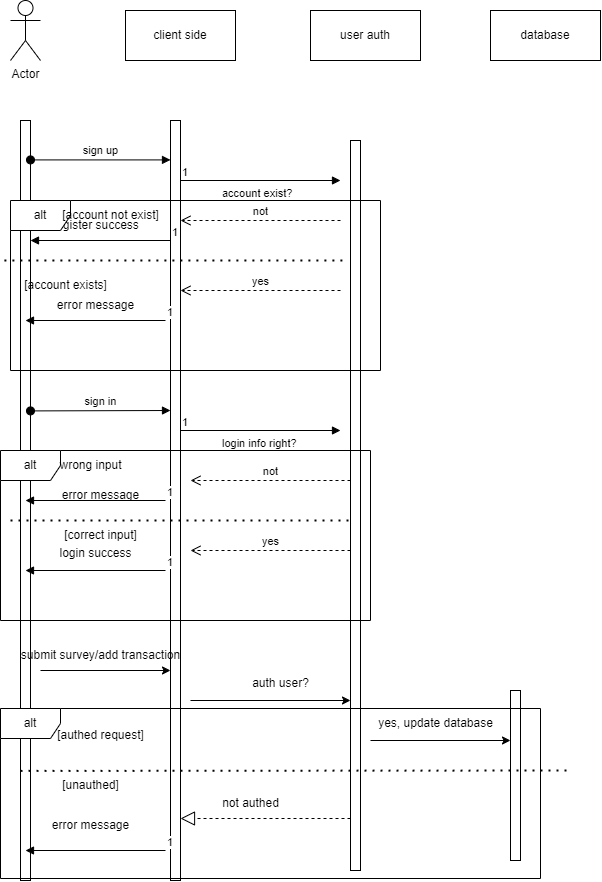 client side
user auth
database
Actor
sign up
1
account exist?
alt
[account not exist]
not
gister success
1
yes
[account exists]
error message
1
sign in
1
login info right?
alt
wrong input
not
error message
1
[correct input]
yes
login success
1
submit survey/add transaction
auth user?
alt
yes, update database
[authed request]
[unauthed]
not authed
error message
1